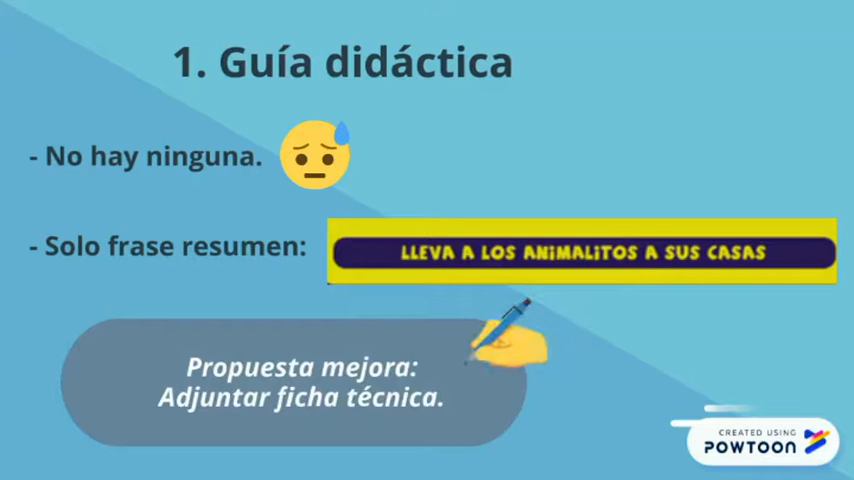 1. Guía didáctica
- No hay ninguna.
- Solo frase resumen:
LLEVA A LOS ANIMALITOS A SUS CASAS
Propuesta mejora:
Adjuntar ficha técnica.
CREATED USING
POWTOON